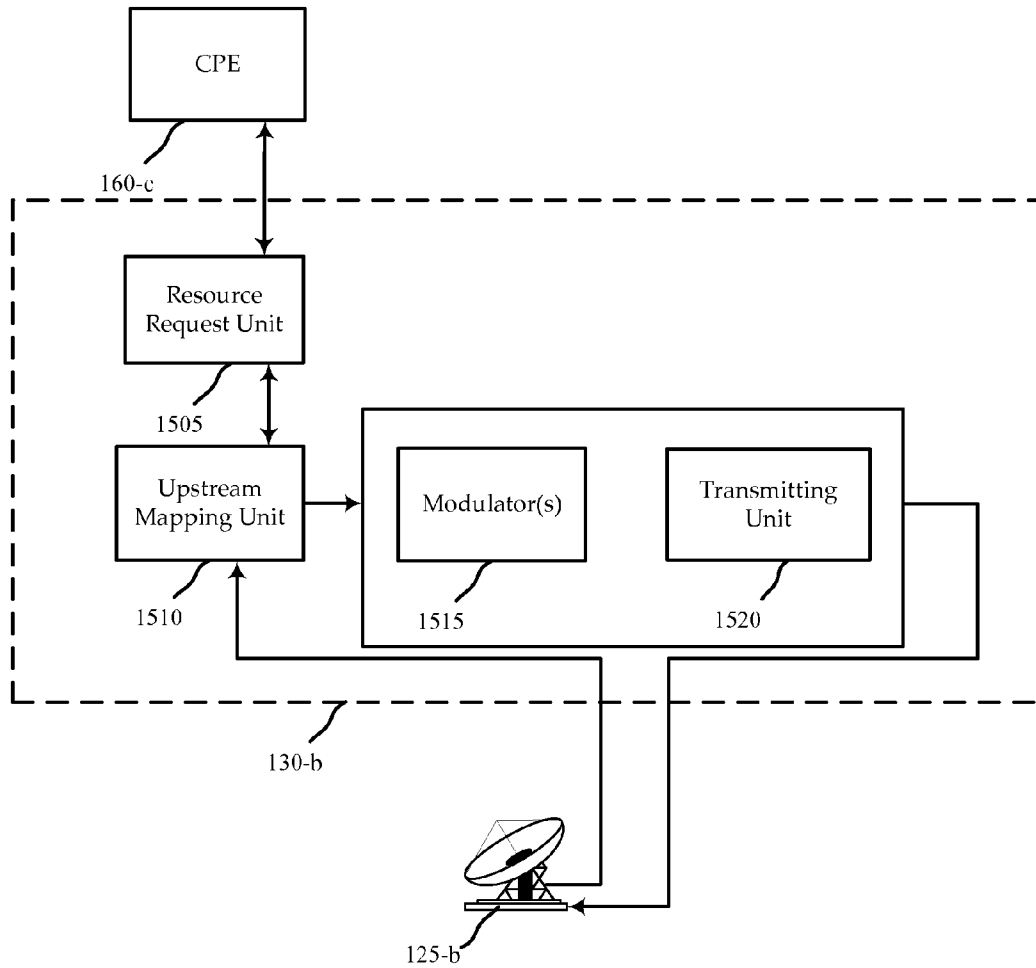 CPE
160-c
Resource
Request Unit
1505
Upstream
Mapping Unit
1510
Modulator(s)
1515
Transmitting
Unit
1520
130-b
125-b